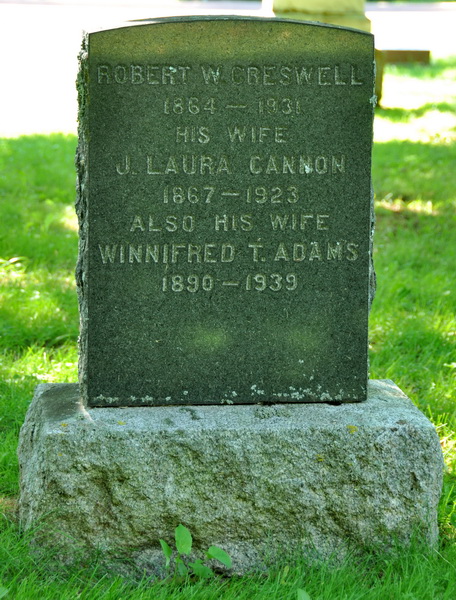 ROBERT W. CRESWELL
1864 — 1931
HIS WIFE
J. LAURA CANNON
1867 — 1923
ALSO HIS WIFE
WINNIFRED T. ADAMS
1890 — 1939